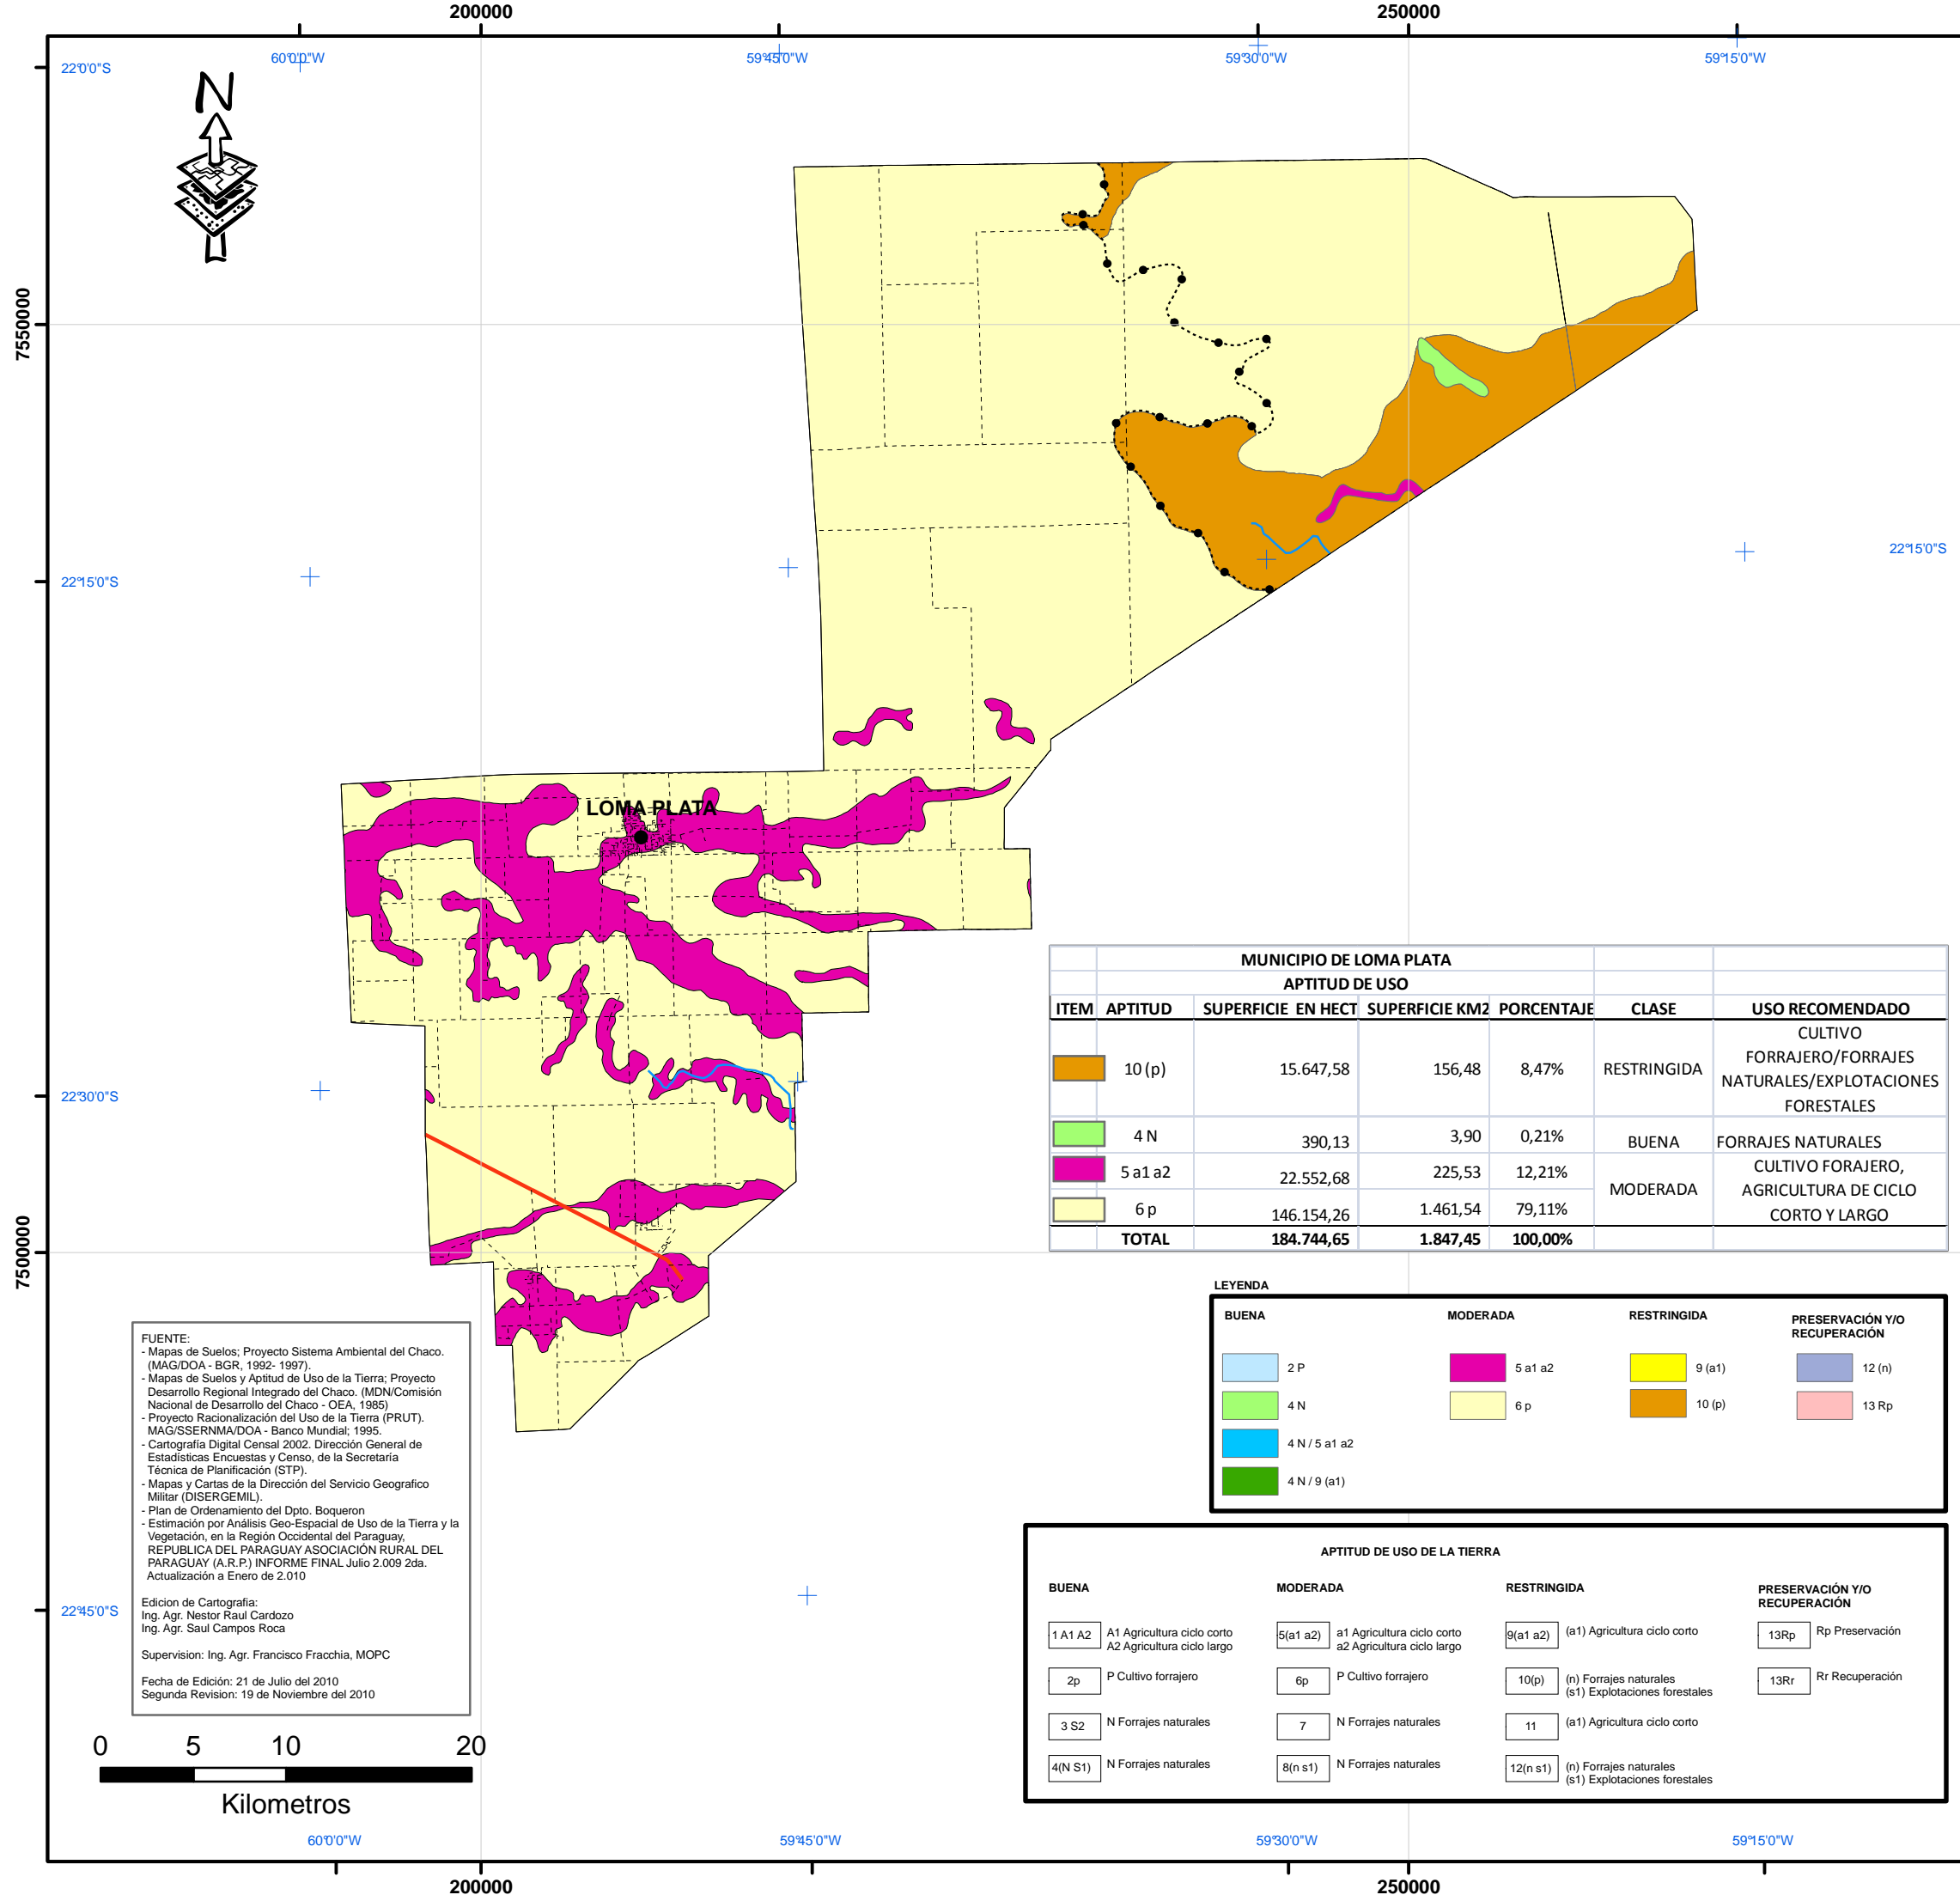 200000
250000
60°0'0"W
59°45'0"W
59°30'0"W
59°15'0"W
22°0'0"S
N
7550000
22°15'0"S
22°15'0"S
LOMA PLATA
22°30'0"S
7500000
22°45'0"S
MUNICIPIO DE LOMA PLATA
APTITUD DE USO
ITEM APTITUD SUPERFICIE EN HECT SUPERFICIE KM2 PORCENTAJE CLASE USO RECOMENDADO
10 (p) 15.647,58 156,48 8,47% RESTRINGIDA CULTIVO
FORRAJERO/FORRAJES
NATURALES/EXPLOTACIONES
FORESTALES
4 N 390,13 3,90 0,21% BUENA FORRAJES NATURALES
5 a1 a2 22.552,68 225,53 12,21% MODERADA CULTIVO FORAJERO,
AGRICULTURA DE CICLO
6 p 146.154,26 1.461,54 79,11% CORTO Y LARGO
TOTAL 184.744,65 1.847,45 100,00%
LEYENDA
BUENA
2 P
4 N
4 N / 5 a1 a2
4 N / 9 (a1)
MODERADA
5 a1 a2
6 p
RESTRINGIDA
9 (a1)
10 (p)
PRESERVACIÓN Y/O
RECUPERACIÓN
12 (n)
13 Rp
APTITUD DE USO DE LA TIERRA
BUENA
1 A1 A2 A1 Agricultura ciclo corto
A2 Agricultura ciclo largo
2p P Cultivo forrajero
3 S2 N Forrajes naturales
4(N S1) N Forrajes naturales
MODERADA
5(a1 a2) a1 Agricultura ciclo corto
a2 Agricultura ciclo largo
6p P Cultivo forrajero
7 N Forrajes naturales
8(n s1) N Forrajes naturales
RESTRINGIDA
9(a1 a2) (a1) Agricultura ciclo corto
10(p) (n) Forrajes naturales
(s1) Explotaciones forestales
11 (a1) Agricultura ciclo corto
12(n s1) (n) Forrajes naturales
(s1) Explotaciones forestales
PRESERVACIÓN Y/O
RECUPERACIÓN
13Rp Rp Preservación
13Rr Rr Recuperación
FUENTE:
- Mapas de Suelos; Proyecto Sistema Ambiental del Chaco.
(MAG/DOA - BGR, 1992- 1997).
- Mapas de Suelos y Aptitud de Uso de la Tierra; Proyecto
Desarrollo Regional Integrado del Chaco. (MDN/Comisión
Nacional de Desarrollo del Chaco - OEA, 1985)
- Proyecto Racionalización del Uso de la Tierra (PRUT).
MAG/SSERNMA/DOA - Banco Mundial; 1995.
- Cartografía Digital Censal 2002. Dirección General de
Estadísticas Encuestas y Censo, de la Secretaría
Técnica de Planificación (STP).
- Mapas y Cartas de la Dirección del Servicio Geografico
Militar (DISERGEMIL).
- Plan de Ordenamiento del Dpto. Boqueron
- Estimación por Análisis Geo-Espacial de Uso de la Tierra y la
Vegetación, en la Región Occidental del Paraguay,
REPUBLICA DEL PARAGUAY ASOCIACIÓN RURAL DEL
PARAGUAY (A.R.P.) INFORME FINAL Julio 2.009 2da.
Actualización a Enero de 2.010
Edicion de Cartografia:
Ing. Agr. Nestor Raul Cardozo
Ing. Agr. Saul Campos Roca
Supervision: Ing. Agr. Francisco Fracchia, MOPC
Fecha de Edición: 21 de Julio del 2010
Segunda Revision: 19 de Noviembre del 2010
0 5 10 20
Kilometros
60°0'0"W
59°45'0"W
59°30'0"W
59°15'0"W
200000
250000